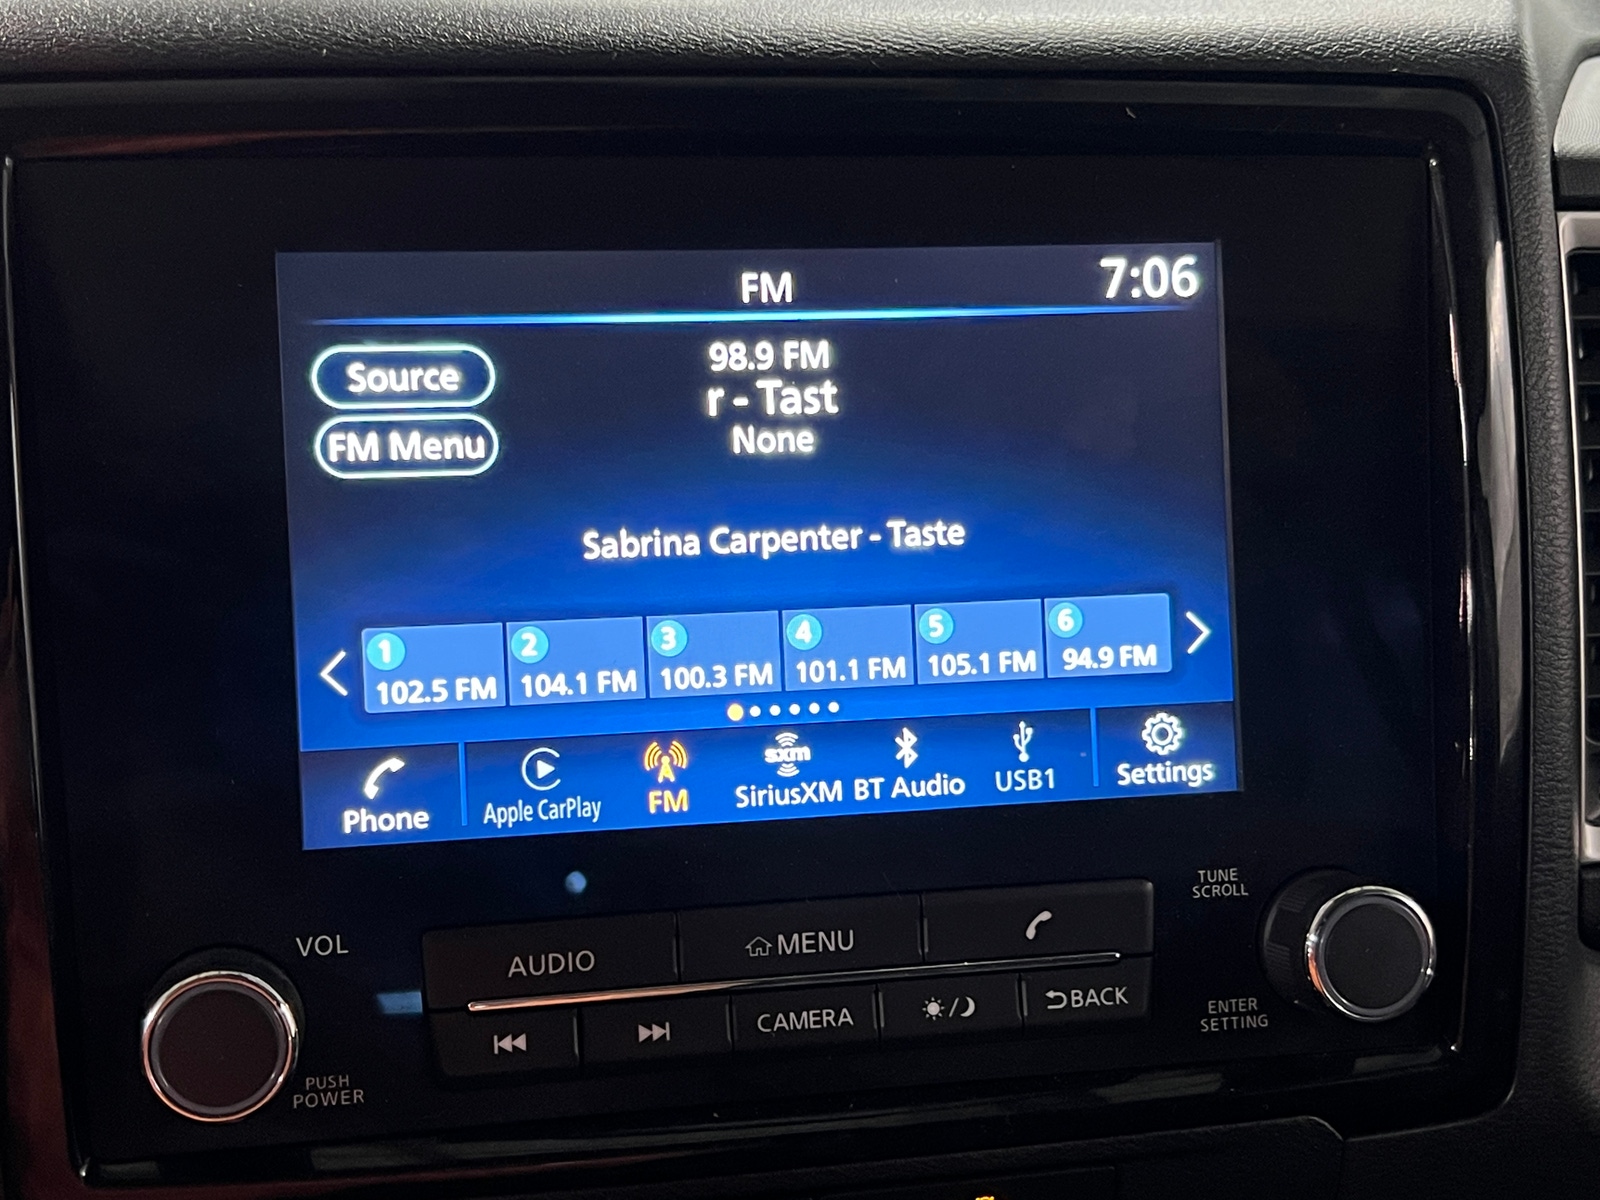 FM
7:06
Source
98.9 FM
r - Tast
FM Menu
None
Sabrina Carpenter - Taste
1 2 3 4 5 6
102.5 FM 104.1 FM 100.3 FM 101.1 FM 105.1 FM 94.9 FM
sxm
Phone Apple CarPlay FM SiriusXM BT Audio USB1 Settings
VOL
PUSH
POWER
AUDIO MENU
CAMERA BACK
TUNE
SCROLL
ENTER
SETTING